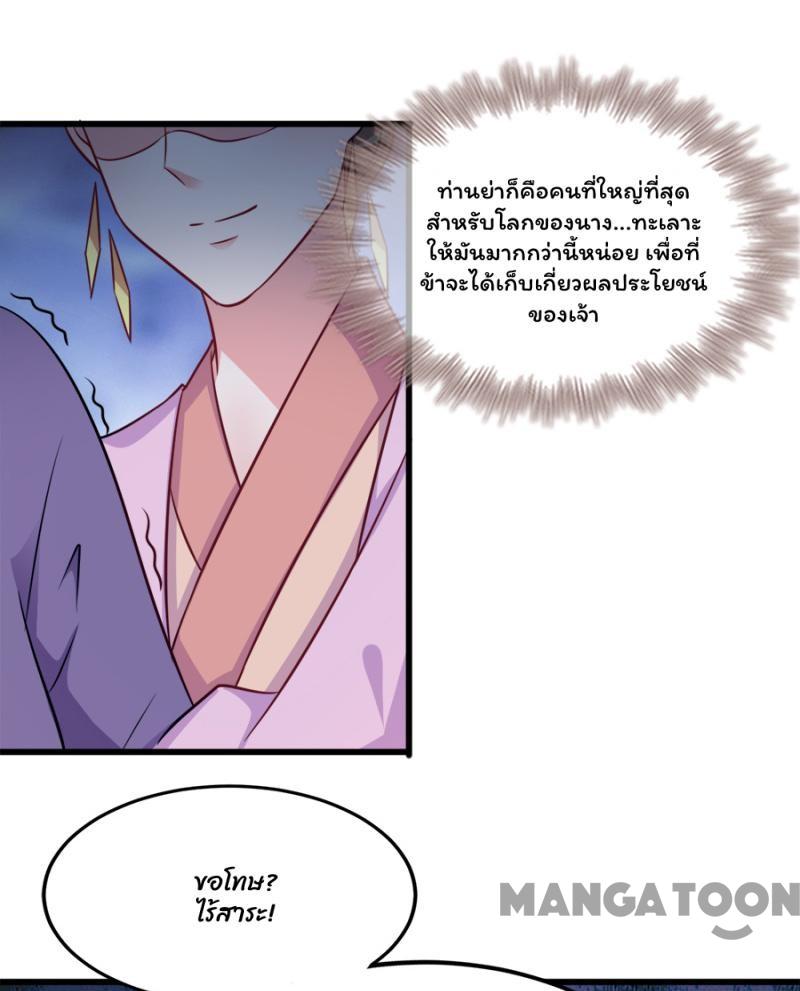 ท่านย่าก็คือคนที่ใหญ่ที่สุด
สำหรับโลกของนาง...ทะเลาะ
ให้มันมากกว่านี้หน่อย เพื่อที่
ข้าจะได้เก็บเกี่ยวผลประโยชน์
ของเจ้า
ขอโทษ?
ไร้สาระ!
MANGATOON